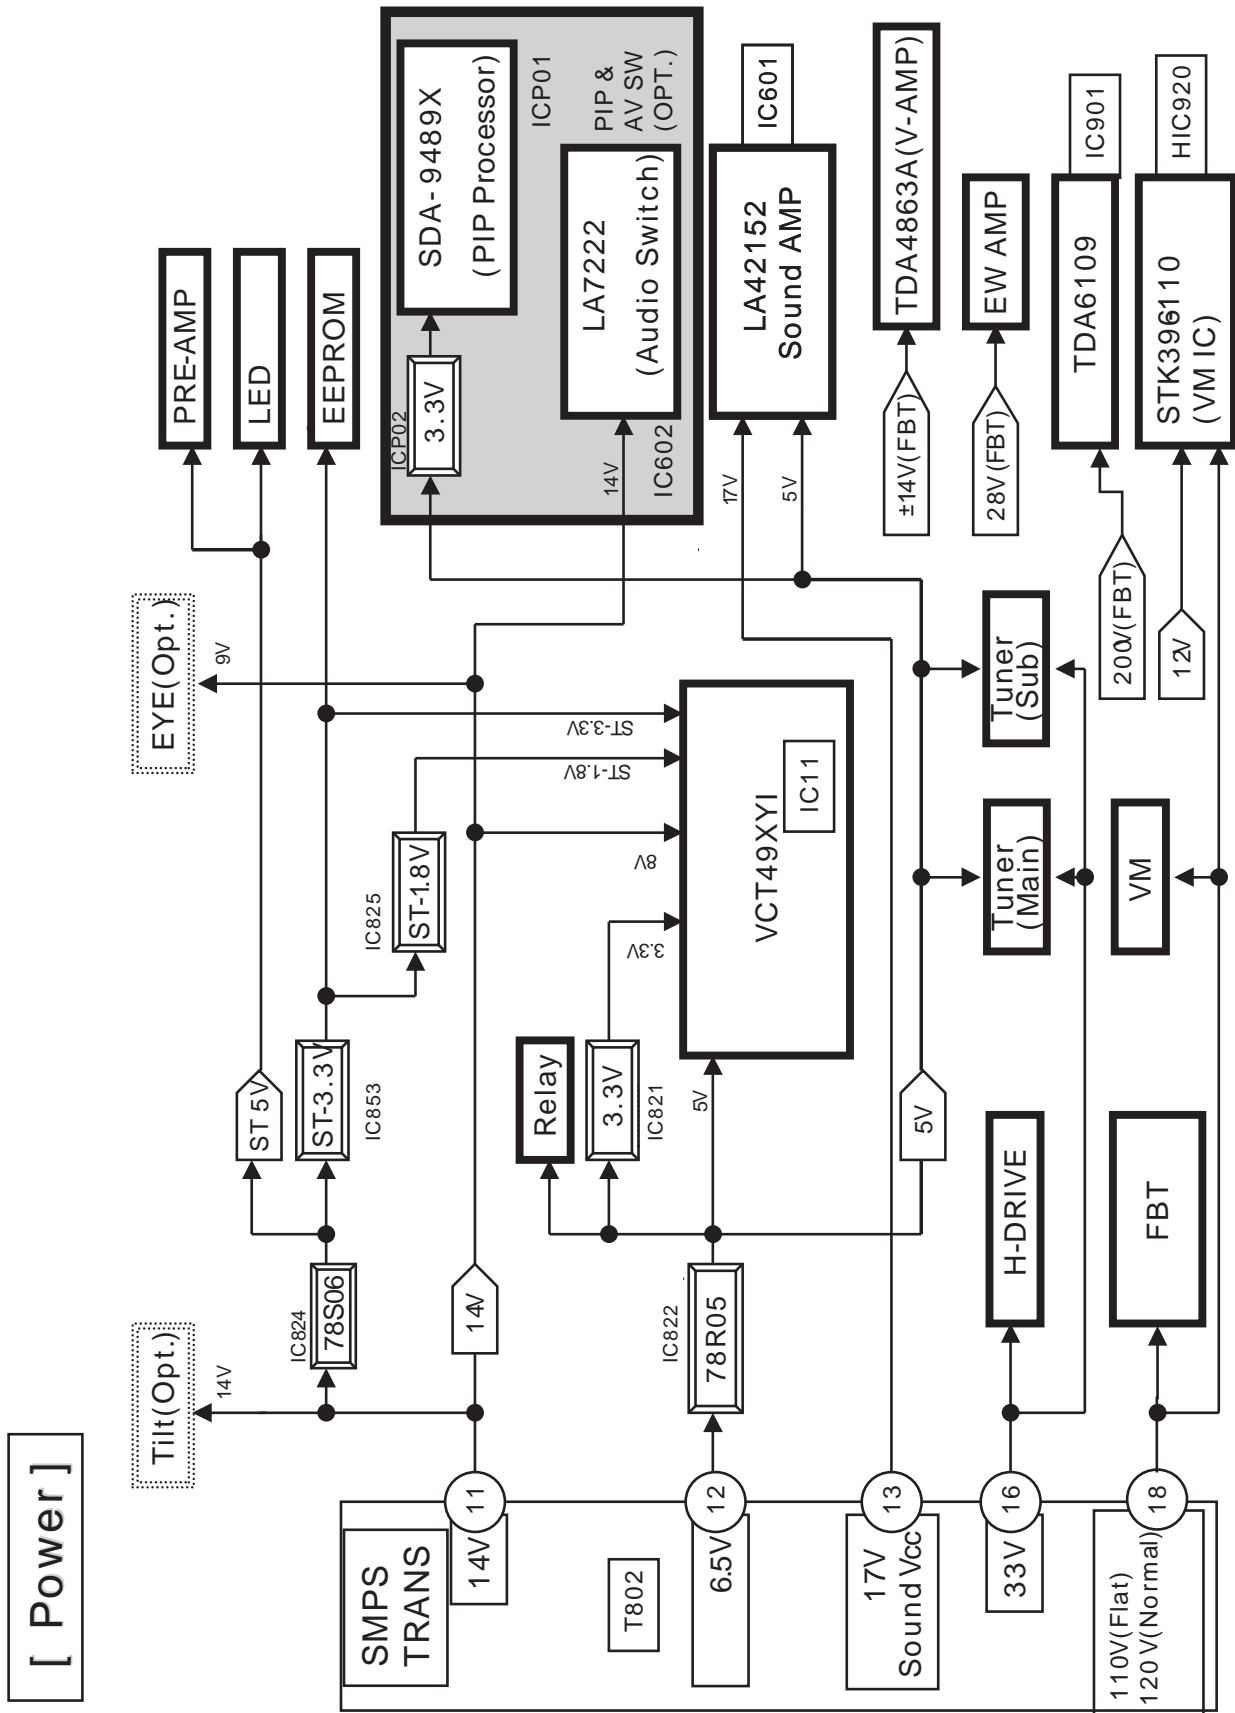 [ Power ]
Tilt(Opt.)
14V
EYE(Opt.)
9V
PRE-AMP
LED
EEPROM
ST 5V
IC824
78S06
ST-3.3V
IC853
IC825
ST-1.8V
14V
ST-3.3V
ST-1.8V
8V
3.3V
ICP02
3.3V
SDA-9489X
(PIP Processor)
ICP01
PIP &
AV SW
(OPT.)
LA7222
(Audio Switch)
14V
IC602
Relay
3.3V
IC821
5V
IC822
78R05
VCT49XYI
IC11
17V
5V
LA42152
Sound AMP
IC601
±14V(FBT)
TDA4863A(V-AMP)
28V(FBT)
EW AMP
200V(FBT)
TDA6109
IC901
12V
STK396-110
(VM IC)
HIC920
5V
Tuner
(Main)
Tuner
(Sub)
VM
H-DRIVE
FBT
SMPS
TRANS
T802
14V
11
6.5V
12
17V
Sound Vcc
13
33V
16
110V(Flat)
120V(Normal)
18